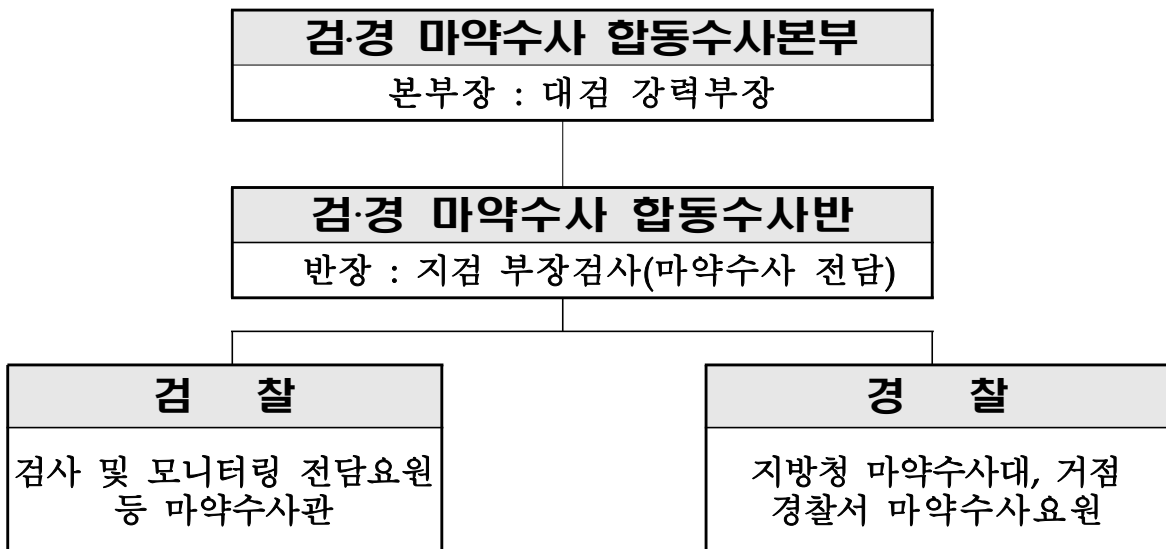 검·경 마약수사 합동수사본부
본부장 : 대검 강력부장
검·경 마약수사 합동수사반
반장 : 지검 부장검사(마약수사 전담)
검 찰
검사 및 모니터링 전담요원
등 마약수사관
경 찰
지방청 마약수사대, 거점
경찰서 마약수사요원